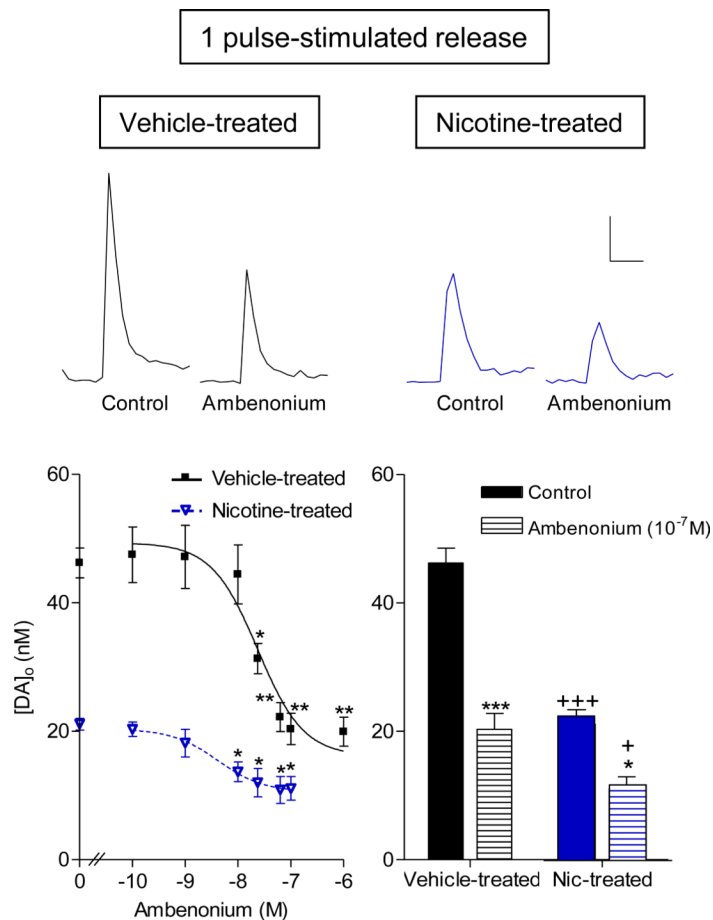 1 pulse-stimulated release
Vehicle-treated
Nicotine-treated
Control
Ambenonium
Control
Ambenonium
60
40
20
0
[DA]₀ (nM)
Vehicle-treated
Nicotine-treated
*
**
**
**
*
*
*
*
0
-10
-9
-8
-7
-6
Ambenonium (M)
60
40
20
0
Control
Ambenonium (10⁻⁷M)
***
+++
+
*
Vehicle-treated
Nic-treated